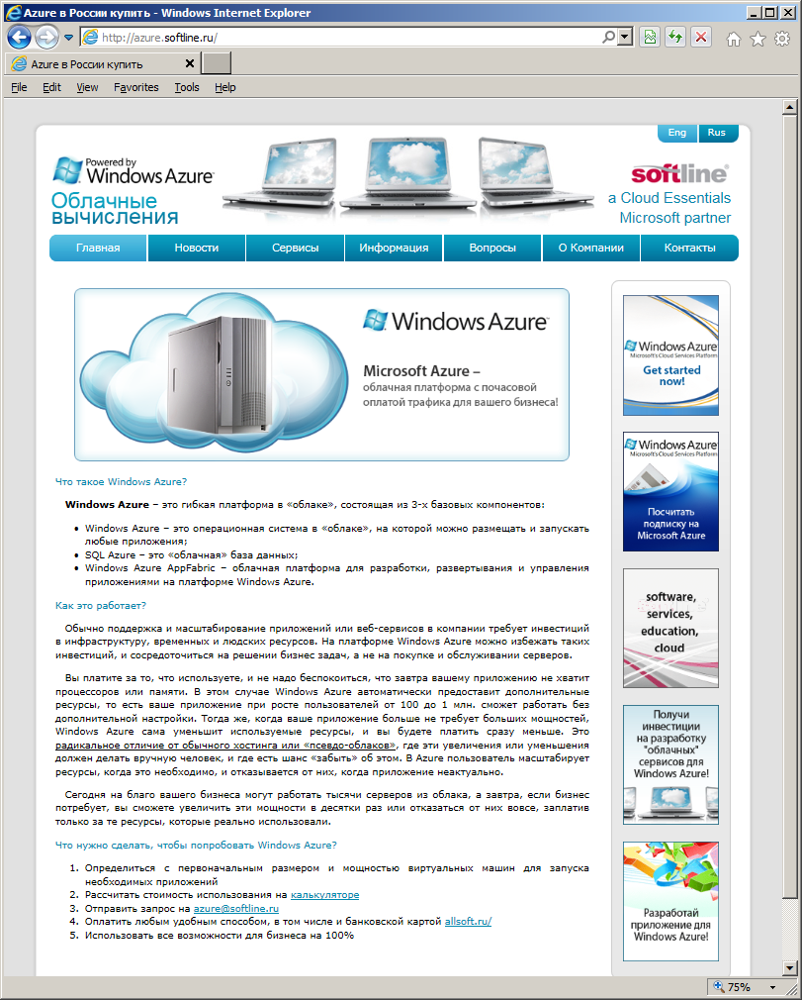 Azure в России купить - Windows Internet Explorer
http://azure.softline.ru/
Azure в России купить
File Edit View Favorites Tools Help
Eng Rus
Powered by
Windows Azure™
Облачные
вычисления
softline®
a Cloud Essentials
Microsoft partner
Главная Новости Сервисы Информация Вопросы О Компании Контакты
Windows Azure™
Microsoft Azure –
облачная платформа с почасовой
оплатой трафика для вашего бизнеса!
Что такое Windows Azure?
Windows Azure – это гибкая платформа в «облаке», состоящая из 3-х базовых компонентов:
• Windows Azure – это операционная система в «облаке», на которой можно размещать и запускать
любые приложения;
• SQL Azure – это «облачная» база данных;
• Windows Azure AppFabric – облачная платформа для разработки, развертывания и управления
приложениями на платформе Windows Azure.
Как это работает?
Обычно поддержка и масштабирование приложений или веб-сервисов в компании требует инвестиций
в инфраструктуру, временных и людских ресурсов. На платформе Windows Azure можно избежать таких
инвестиций, и сосредоточиться на решении бизнес задач, а не на покупке и обслуживании серверов.
Вы платите за то, что используете, и не надо беспокоиться, что завтра вашему приложению не хватит
процессоров или памяти. В этом случае Windows Azure автоматически предоставит дополнительные
ресурсы, то есть ваше приложение при росте пользователей от 100 до 1 млн. сможет работать без
дополнительной настройки. Тогда же, когда ваше приложение больше не требует больших мощностей,
Windows Azure сама уменьшит используемые ресурсы, и вы будете платить сразу меньше. Это
радикальное отличие от обычного хостинга или «псевдо-облаков», где эти увеличения или уменьшения
должен делать вручную человек, и где есть шанс «забыть» об этом. В Azure пользователь масштабирует
ресурсы, когда это необходимо, и отказывается от них, когда приложение неактуально.
Сегодня на благо вашего бизнеса могут работать тысячи серверов из облака, а завтра, если бизнес
потребует, вы сможете увеличить эти мощности в десятки раз или отказаться от них вовсе, заплатив
только за те ресурсы, которые реально использовали.
Что нужно сделать, чтобы попробовать Windows Azure?
1. Определиться с первоначальным размером и мощностью виртуальных машин для запуска
необходимых приложений
2. Рассчитать стоимость использования на калькуляторе
3. Отправить запрос на azure@softline.ru
4. Оплатить любым удобным способом, в том числе и банковской картой allsoft.ru/
5. Использовать все возможности для бизнеса на 100%
Windows Azure
Microsoft's Cloud Services Platform
Get started
now!
Windows Azure
Microsoft's Cloud Services Platform
Посчитать
подписку на
Microsoft Azure
software,
services,
education,
cloud
Получи
инвестиции
на разработку
"облачных"
сервисов для
Windows Azure!
Разработай
приложение для
Windows Azure!
75%